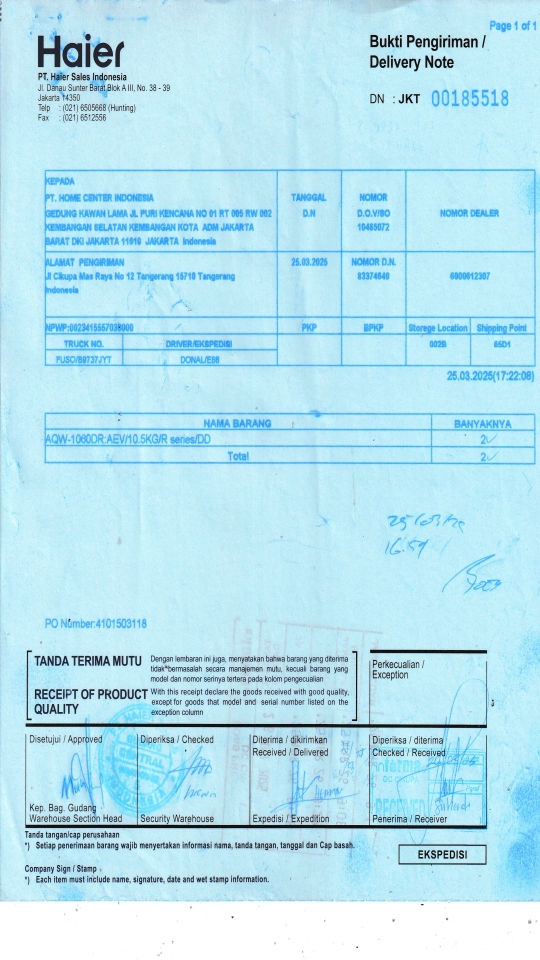 Page 1 of 1
Haier
Bukti Pengiriman /
Delivery Note
PT. Haier Sales Indonesia
Jl. Danau Sunter Barat Blok A III, No. 38 - 39
Jakarta 14350
Telp : (021) 6505668 (Hunting)
Fax : (021) 6512556
DN : JKT 00185518
KEPADA
PT. HOME CENTER INDONESIA
GEDUNG KAWAN LAMA JL PURI KENCANA NO 01 RT 005 RW 002
KEMBANGAN SELATAN KEMBANGAN KOTA ADM JAKARTA
BARAT DKI JAKARTA 11610 JAKARTA Indonesia
TANGGAL
D.N
NOMOR
D.O.V/BO
10485072
NOMOR DEALER
ALAMAT PENGIRIMAN
Jl Cikupa Mas Raya No 12 Tangerang 15710 Tangerang
Indonesia
25.03.2025
NOMOR D.N.
83374640
6000012307
NPWP:0023415557038000
PKP
BPKP
Storege Location
Shipping Point
TRUCK NO.
DRIVER/EKSPEDISI
002B
65D1
FUSO/B9737JYT
DONAL/E88
25.03.2025(17:22:08)
NAMA BARANG
BANYAKNYA
AQW-1060DR:AEV/10.5KG/R series/DD
2
Total
2
16.59
PO Number:4101503118
TANDA TERIMA MUTU
Dengan lembaran ini juga, menyatakan bahwa barang yang diterima
tidak bermasalah secara manajemen mutu, kecuali barang yang
model dan nomor serinya tertera pada kolom pengecualian
RECEIPT OF PRODUCT
QUALITY
With this receipt declare the goods received with good quality,
except for goods that model and serial number listed on the
exception column
Perkecualian /
Exception
Disetujui / Approved
Diperiksa / Checked
Diterima / dikirimkan
Received / Delivered
Diperiksa / diterima
Checked / Received
RECEIVED
Kep. Bag. Gudang
Warehouse Section Head
Security Warehouse
Expedisi / Expedition
Penerima / Receiver
Tanda tangan/cap perusahaan
*) Setiap penerimaan barang wajib menyertakan informasi nama, tanda tangan, tanggal dan Cap basah.
EKSPEDISI
Company Sign / Stamp
*) Each item must include name, signature, date and wet stamp information.